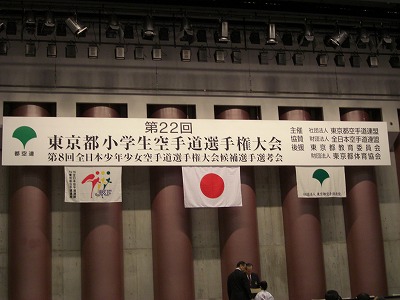 第22回
東京都小学生空手道選手権大会
第8回全日本少年少女空手道選手権大会候補選手選考会
都空連
主催 社団法人 東京都空手道連盟
協賛 財団法人 全日本空手道連盟
後援 東京都教育委員会
財団法人 東京都体育協会